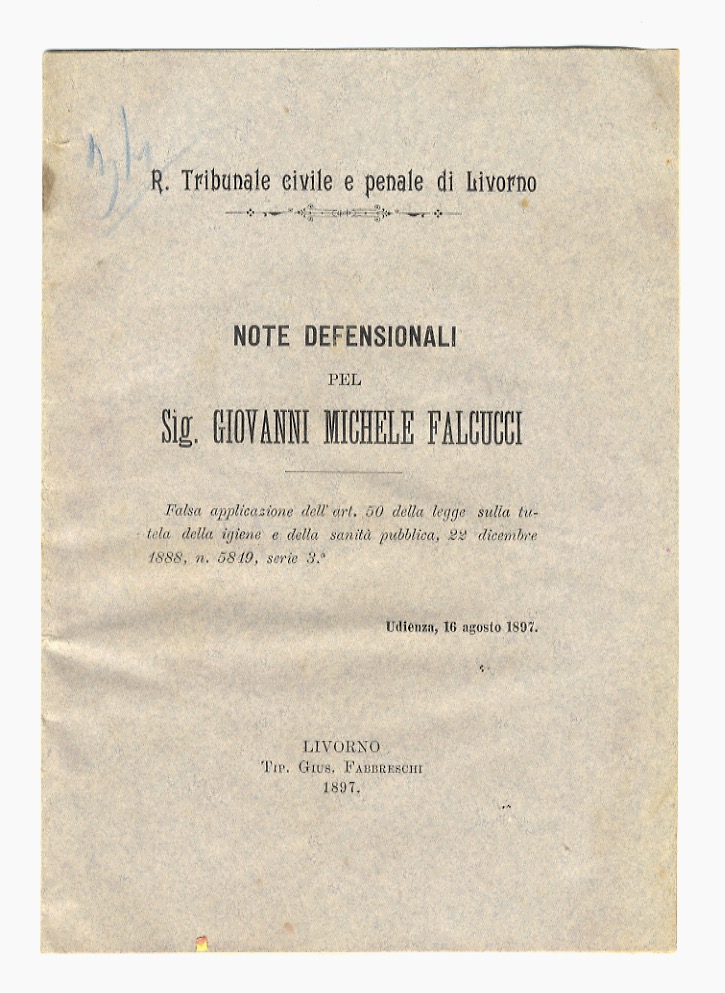 R. Tribunale civile e penale di Livorno
NOTE DEFENSIONALI
PEL
Sig. GIOVANNI MICHELE FALCUCCI
Falsa applicazione dell'art. 50 della legge sulla tu-
tela della igiene e della sanità pubblica, 22 dicembre
1888, n. 5849, serie 3.ª
Udienza, 16 agosto 1897.
LIVORNO
TIP. GIUS. FABBRESCHI
1897.